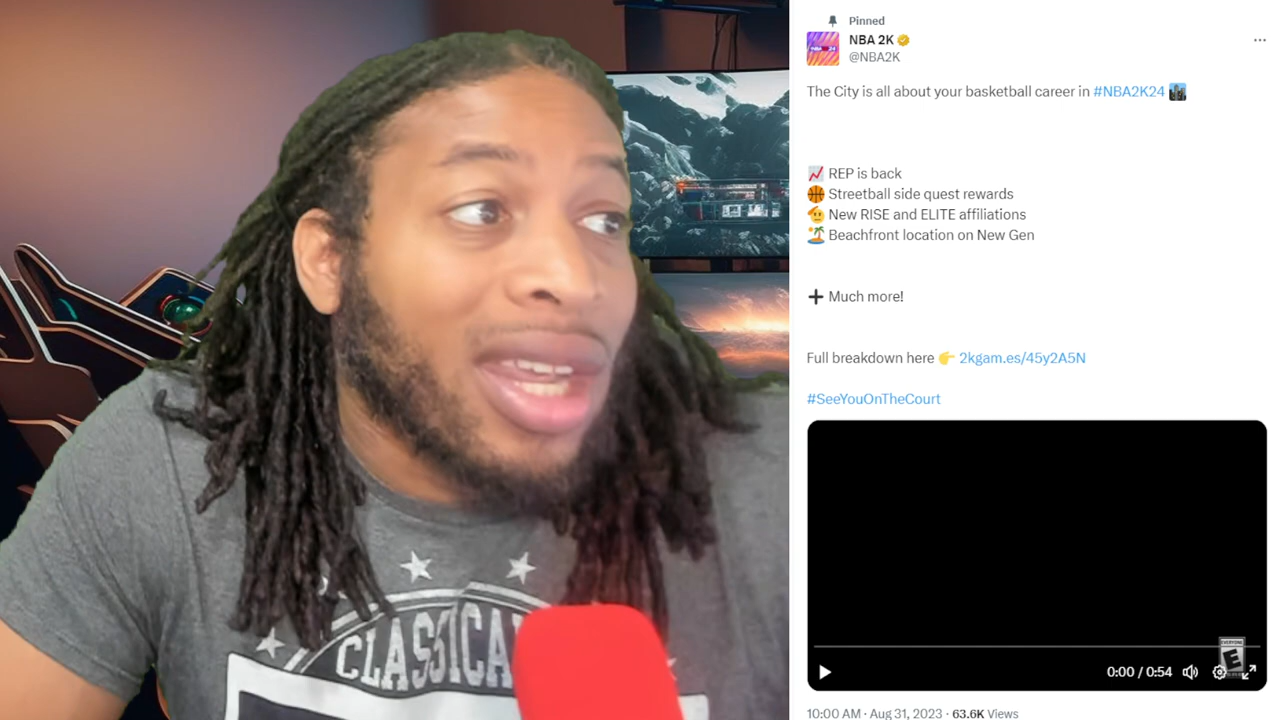 Pinned
NBA 2K
@NBA2K
The City is all about your basketball career in #NBA2K24
REP is back
Streetball side quest rewards
New RISE and ELITE affiliations
Beachfront location on New Gen
Much more!
Full breakdown here 2kgam.es/45y2A5N
#SeeYouOnTheCourt
0:00 / 0:54
EVERYONE
E
10:00 AM · Aug 31, 2023 · 63.6K Views